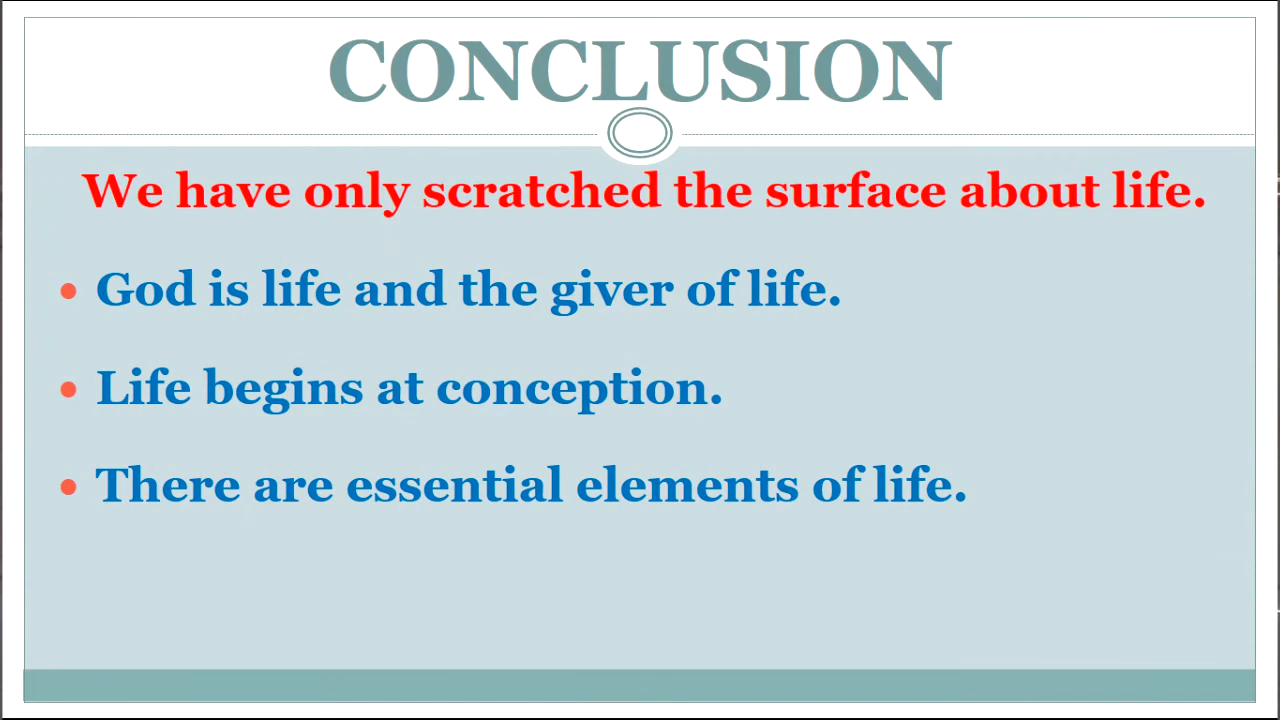 CONCLUSION
We have only scratched the surface about life.
• God is life and the giver of life.
• Life begins at conception.
• There are essential elements of life.